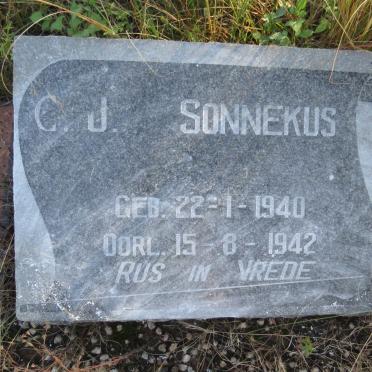 C. J. SONNEKUS
GEB. 22-1-1940
OORL. 15-8-1942
RUS IN VREDE